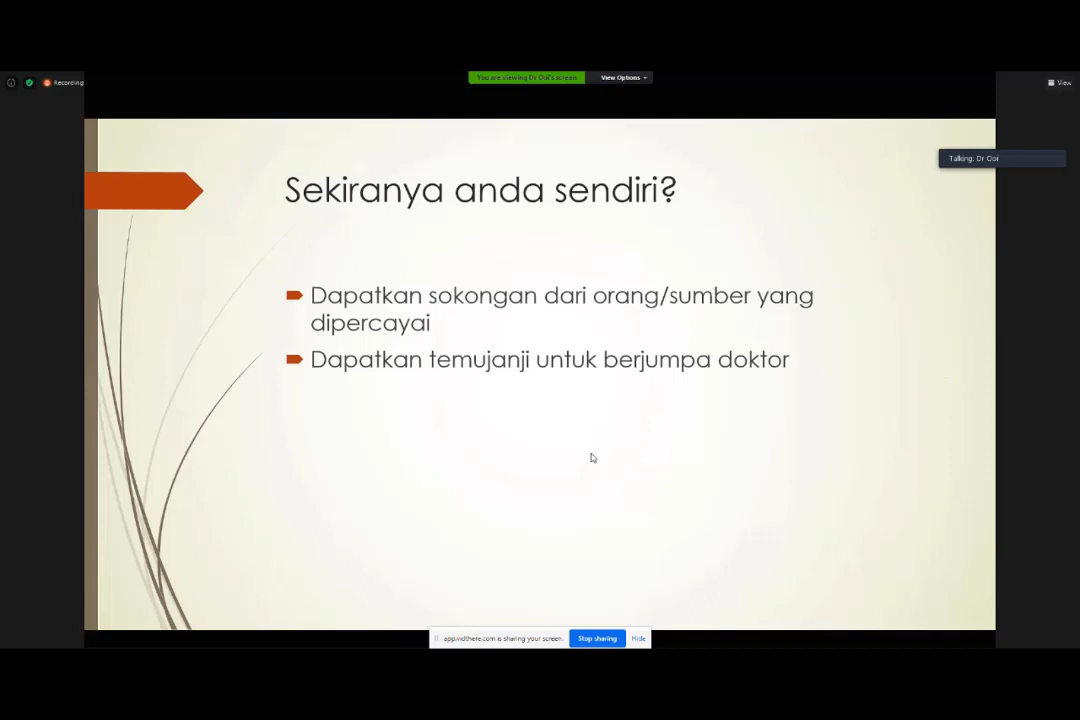 Recording
You are viewing Dr Ooi's screen
View Options
View
Talking: Dr Ooi
Sekiranya anda sendiri?
Dapatkan sokongan dari orang/sumber yang
dipercayai
Dapatkan temujanji untuk berjumpa doktor
app.vidthere.com is sharing your screen.
Stop sharing
Hide